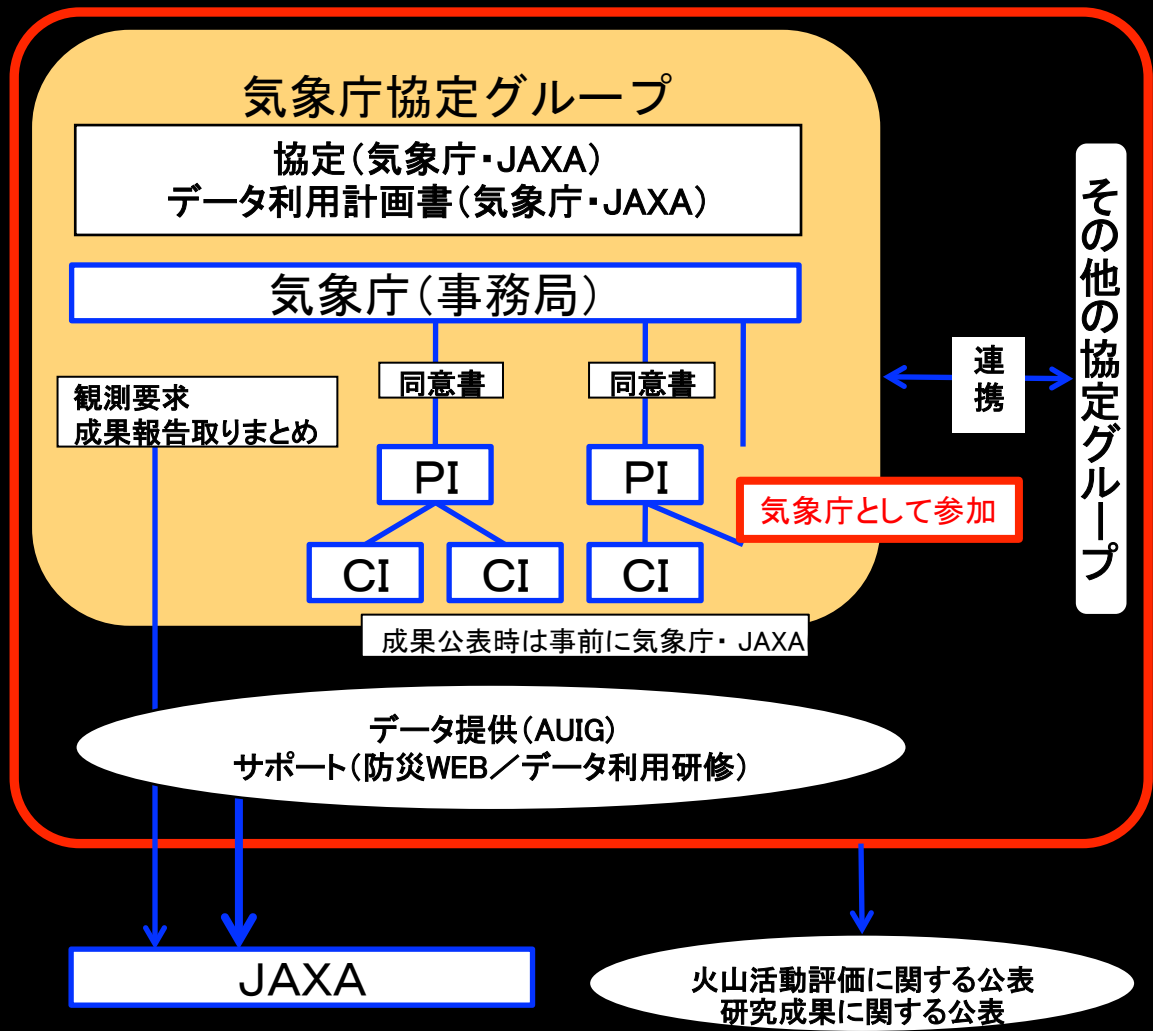 気象庁協定グループ
協定(気象庁・JAXA)
データ利用計画書(気象庁・JAXA)
気象庁(事務局)
同意書
同意書
観測要求
成果報告取りまとめ
PI
PI
気象庁として参加
CI
CI
CI
成果公表時は事前に気象庁・ JAXA
連携
その他の協定グループ
データ提供(AUIG)
サポート(防災WEB/データ利用研修)
JAXA
火山活動評価に関する公表
研究成果に関する公表